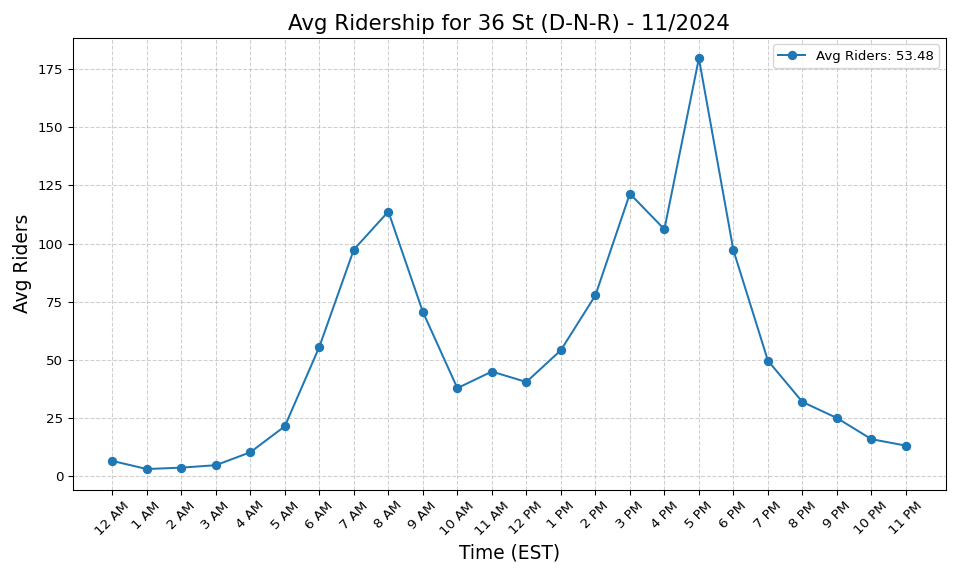 Avg Ridership for 36 St (D-N-R) - 11/2024
Avg Riders: 53.48
Avg Riders
175
150
125
100
75
50
25
0
12 AM
1 AM
2 AM
3 AM
4 AM
5 AM
6 AM
7 AM
8 AM
9 AM
10 AM
11 AM
12 PM
1 PM
2 PM
3 PM
4 PM
5 PM
6 PM
7 PM
8 PM
9 PM
10 PM
11 PM
Time (EST)